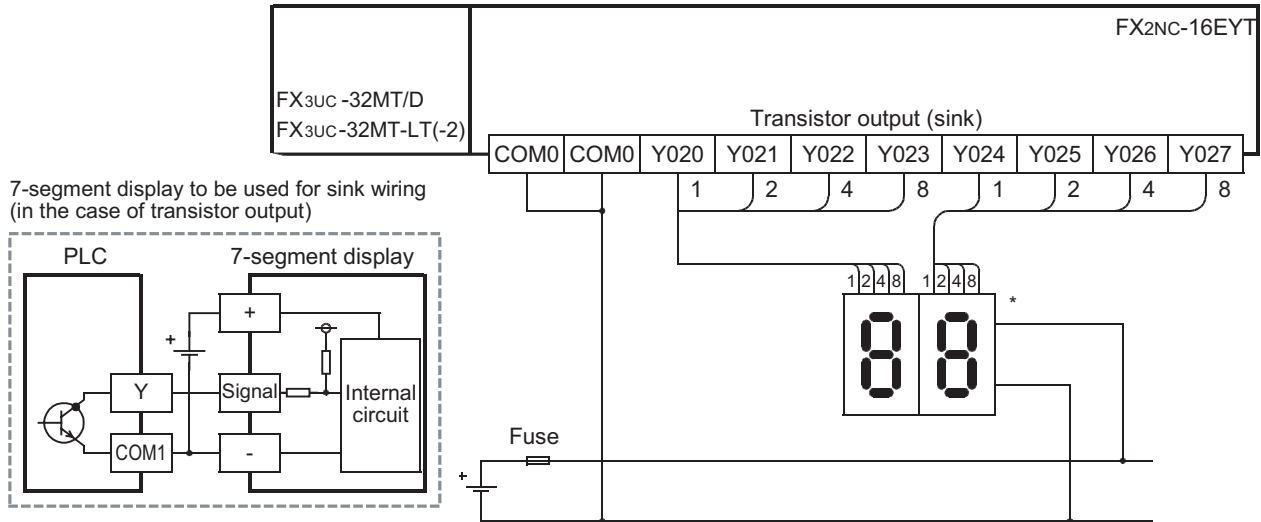 FX2NC-16EYT
FX3UC -32MT/D
FX3UC-32MT-LT(-2)
Transistor output (sink)
COM0 COM0 Y020 Y021 Y022 Y023 Y024 Y025 Y026 Y027
1 2 4 8 1 2 4 8
7-segment display to be used for sink wiring
(in the case of transistor output)
PLC 7-segment display
+
+
Y Signal Internal
circuit
COM1 -
1 2 4 8 1 2 4 8
*
8 8
Fuse
+